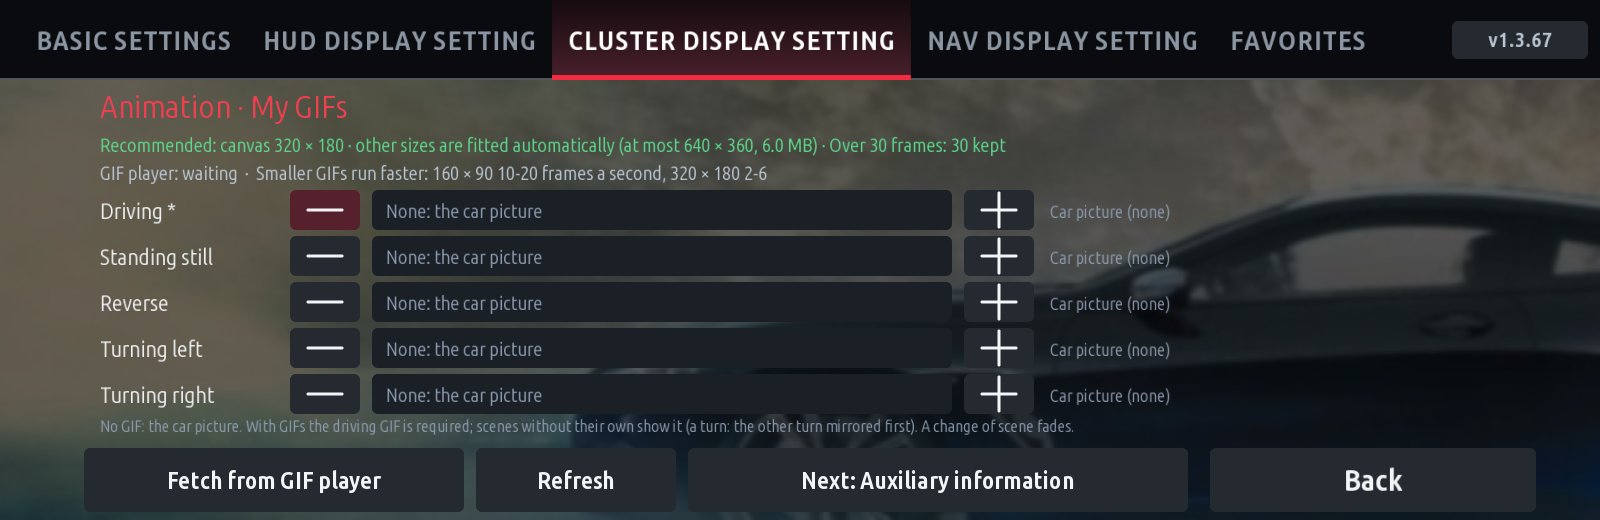 BASIC SETTINGS HUD DISPLAY SETTING CLUSTER DISPLAY SETTING NAV DISPLAY SETTING FAVORITES v1.3.67
Animation · My GIFs
Recommended: canvas 320 × 180 · other sizes are fitted automatically (at most 640 × 360, 6.0 MB) · Over 30 frames: 30 kept
GIF player: waiting · Smaller GIFs run faster: 160 × 90 10-20 frames a second, 320 × 180 2-6
Driving * None: the car picture Car picture (none)
Standing still None: the car picture Car picture (none)
Reverse None: the car picture Car picture (none)
Turning left None: the car picture Car picture (none)
Turning right None: the car picture Car picture (none)
No GIF: the car picture. With GIFs the driving GIF is required; scenes without their own show it (a turn: the other turn mirrored first). A change of scene fades.
Fetch from GIF player Refresh Next: Auxiliary information Back